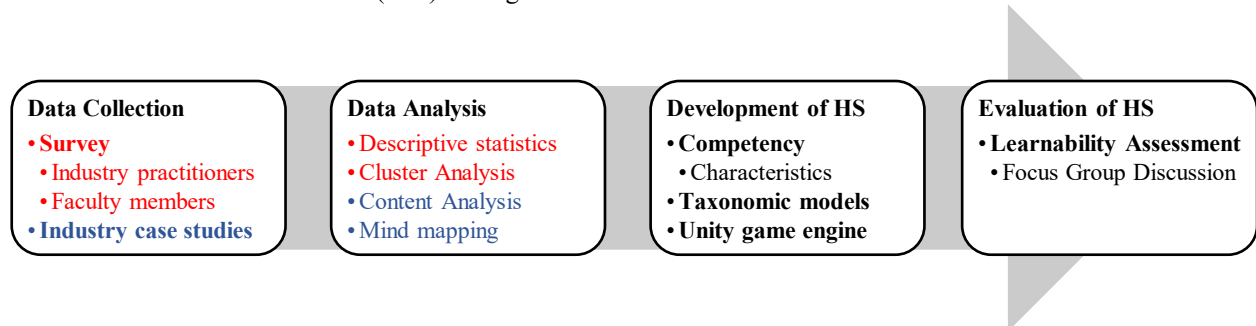 Data Collection
• Survey
• Industry practitioners
• Faculty members
• Industry case studies
Data Analysis
• Descriptive statistics
• Cluster Analysis
• Content Analysis
• Mind mapping
Development of HS
• Competency
• Characteristics
• Taxonomic models
• Unity game engine
Evaluation of HS
• Learnability Assessment
• Focus Group Discussion